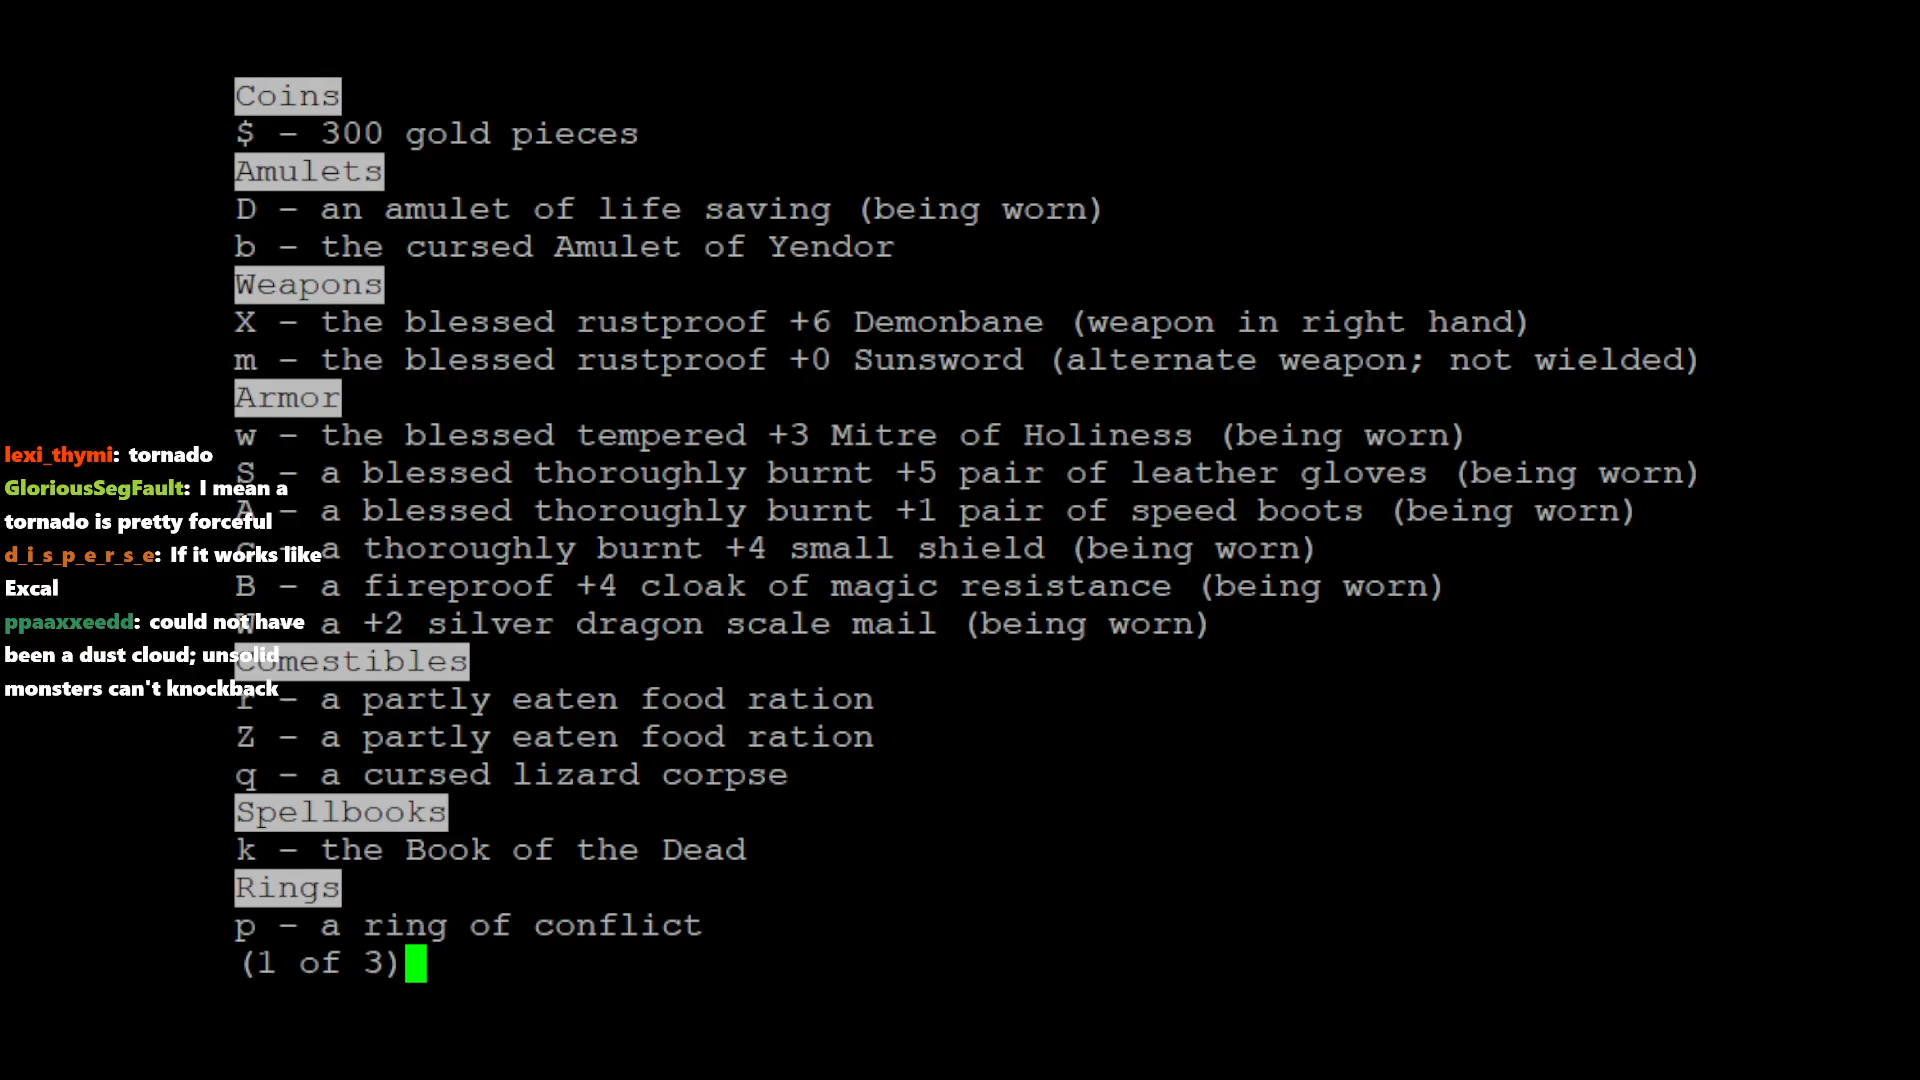 Coins
$ - 300 gold pieces
Amulets
D - an amulet of life saving (being worn)
b - the cursed Amulet of Yendor
Weapons
X - the blessed rustproof +6 Demonbane (weapon in right hand)
m - the blessed rustproof +0 Sunsword (alternate weapon; not wielded)
Armor
w - the blessed tempered +3 Mitre of Holiness (being worn)
S - a blessed thoroughly burnt +5 pair of leather gloves (being worn)
A - a blessed thoroughly burnt +1 pair of speed boots (being worn)
a thoroughly burnt +4 small shield (being worn)
B - a fireproof +4 cloak of magic resistance (being worn)
W - a +2 silver dragon scale mail (being worn)
Comestibles
r - a partly eaten food ration
Z - a partly eaten food ration
q - a cursed lizard corpse
Spellbooks
k - the Book of the Dead
Rings
p - a ring of conflict
(1 of 3)
lexi_thymi: tornado
GloriousSegFault: I mean a
tornado is pretty forceful
d_i_s_p_e_r_s_e: If it works like
Excal
ppaaxxeedd: could not have
been a dust cloud; unsolid
monsters can't knockback